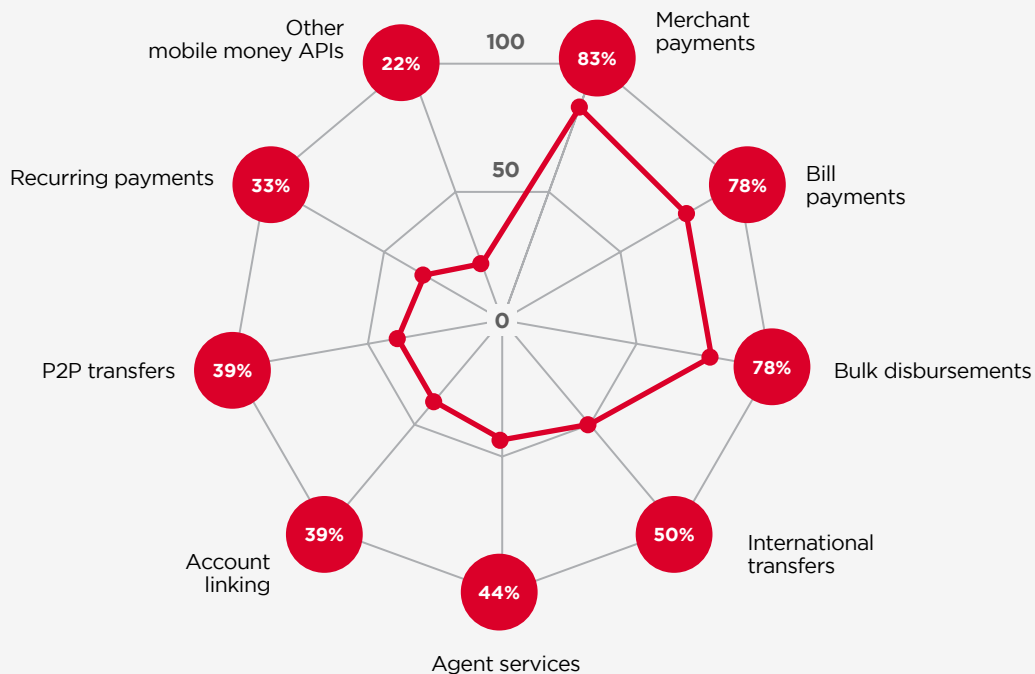 Merchant
payments
83%
Bill
payments
78%
Bulk disbursements
78%
International
transfers
50%
Agent services
44%
Account
linking
39%
P2P transfers
39%
Recurring payments
33%
Other
mobile money APIs
22%
100
50
0